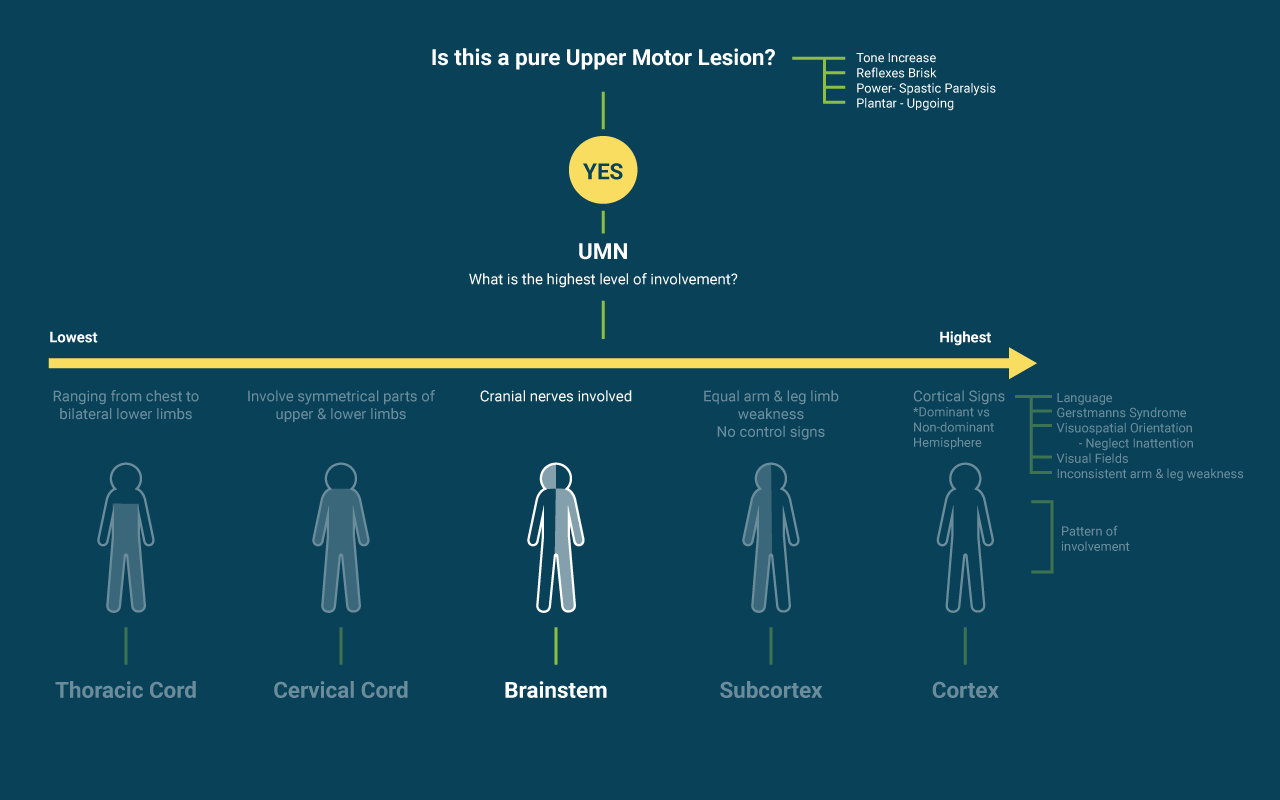 Is this a pure Upper Motor Lesion?
Tone Increase
Reflexes Brisk
Power- Spastic Paralysis
Plantar - Upgoing
YES
UMN
What is the highest level of involvement?
Lowest
Highest
Ranging from chest to
bilateral lower limbs
Involve symmetrical parts of
upper & lower limbs
Cranial nerves involved
Equal arm & leg limb
weakness
No control signs
Cortical Signs
*Dominant vs
Non-dominant
Hemisphere
Language
Gerstmanns Syndrome
Visuospatial Orientation
- Neglect Inattention
Visual Fields
Inconsistent arm & leg weakness
Pattern of
involvement
Thoracic Cord
Cervical Cord
Brainstem
Subcortex
Cortex